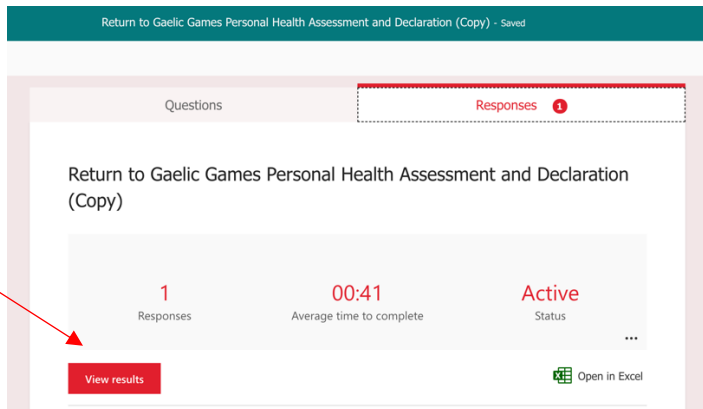 Return to Gaelic Games Personal Health Assessment and Declaration (Copy) - Saved
Questions
Responses 1
Return to Gaelic Games Personal Health Assessment and Declaration
(Copy)
1
Responses
00:41
Average time to complete
Active
Status
...
View results
Open in Excel